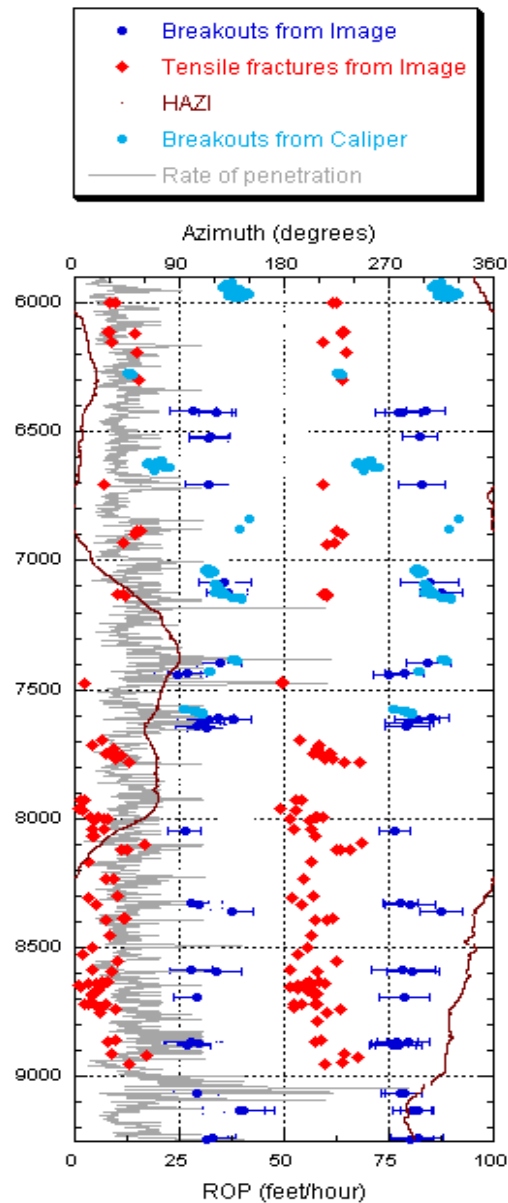 Breakouts from Image
Tensile fractures from Image
HAZI
Breakouts from Caliper
Rate of penetration
Azimuth (degrees)
0 90 180 270 360
6000
6500
7000
7500
8000
8500
9000
0 25 50 75 100
ROP (feet/hour)